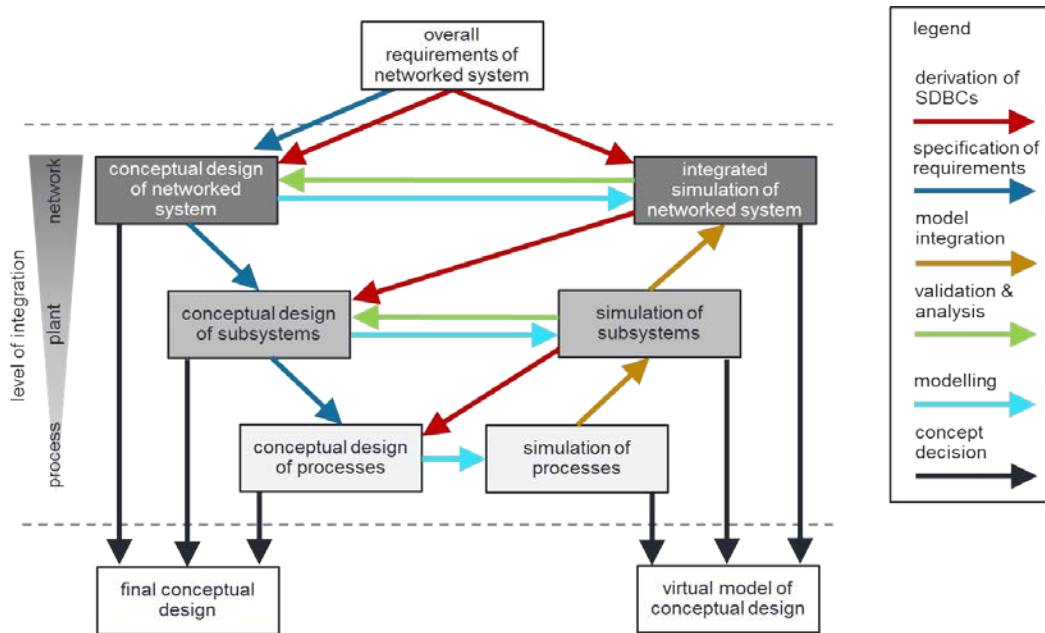 overall
requirements of
networked system
conceptual design
of networked
system
integrated
simulation of
networked system
conceptual design
of subsystems
simulation of
subsystems
conceptual design
of processes
simulation of
processes
final conceptual
design
virtual model of
conceptual design
level of integration
network
plant
process
legend
derivation of
SDBCs
specification of
requirements
model
integration
validation &
analysis
modelling
concept
decision